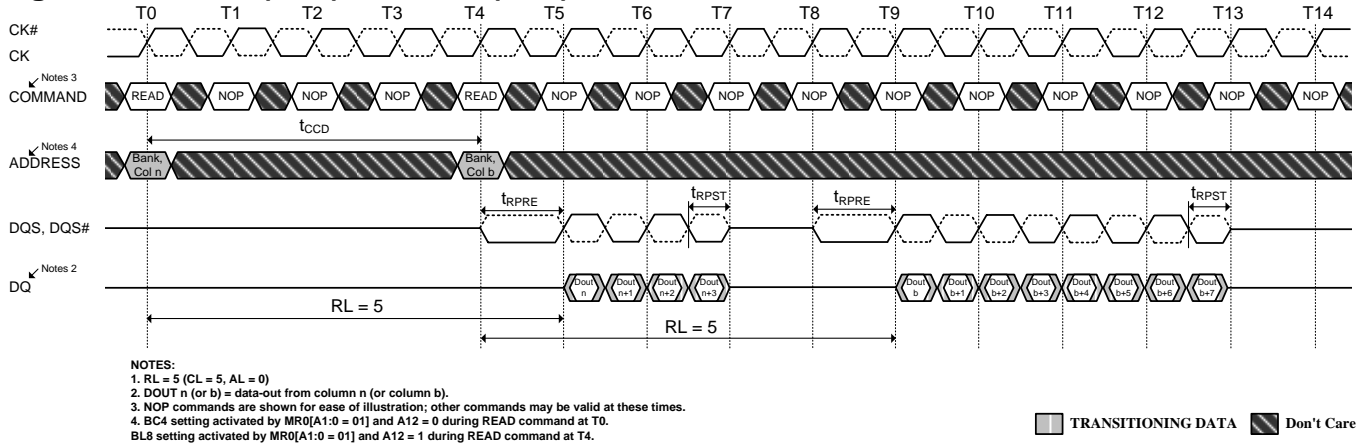 T0 T1 T2 T3 T4 T5 T6 T7 T8 T9 T10 T11 T12 T13 T14
CK#
CK
Notes 3
COMMAND READ NOP NOP NOP READ NOP NOP NOP NOP NOP NOP NOP NOP NOP NOP
tCCD
Notes 4
ADDRESS
Bank, Col n
Bank, Col b
tRPRE tRPST tRPRE tRPST
DQS, DQS#
Notes 2
DQ
Dout n
Dout n+1
Dout n+2
Dout n+3
Dout b
Dout b+1
Dout b+2
Dout b+3
Dout b+4
Dout b+5
Dout b+6
Dout b+7
RL = 5
RL = 5
NOTES:
1. RL = 5 (CL = 5, AL = 0)
2. DOUT n (or b) = data-out from column n (or column b).
3. NOP commands are shown for ease of illustration; other commands may be valid at these times.
4. BC4 setting activated by MR0[A1:0 = 01] and A12 = 0 during READ command at T0.
BL8 setting activated by MR0[A1:0 = 01] and A12 = 1 during READ command at T4.
TRANSITIONING DATA Don't Care